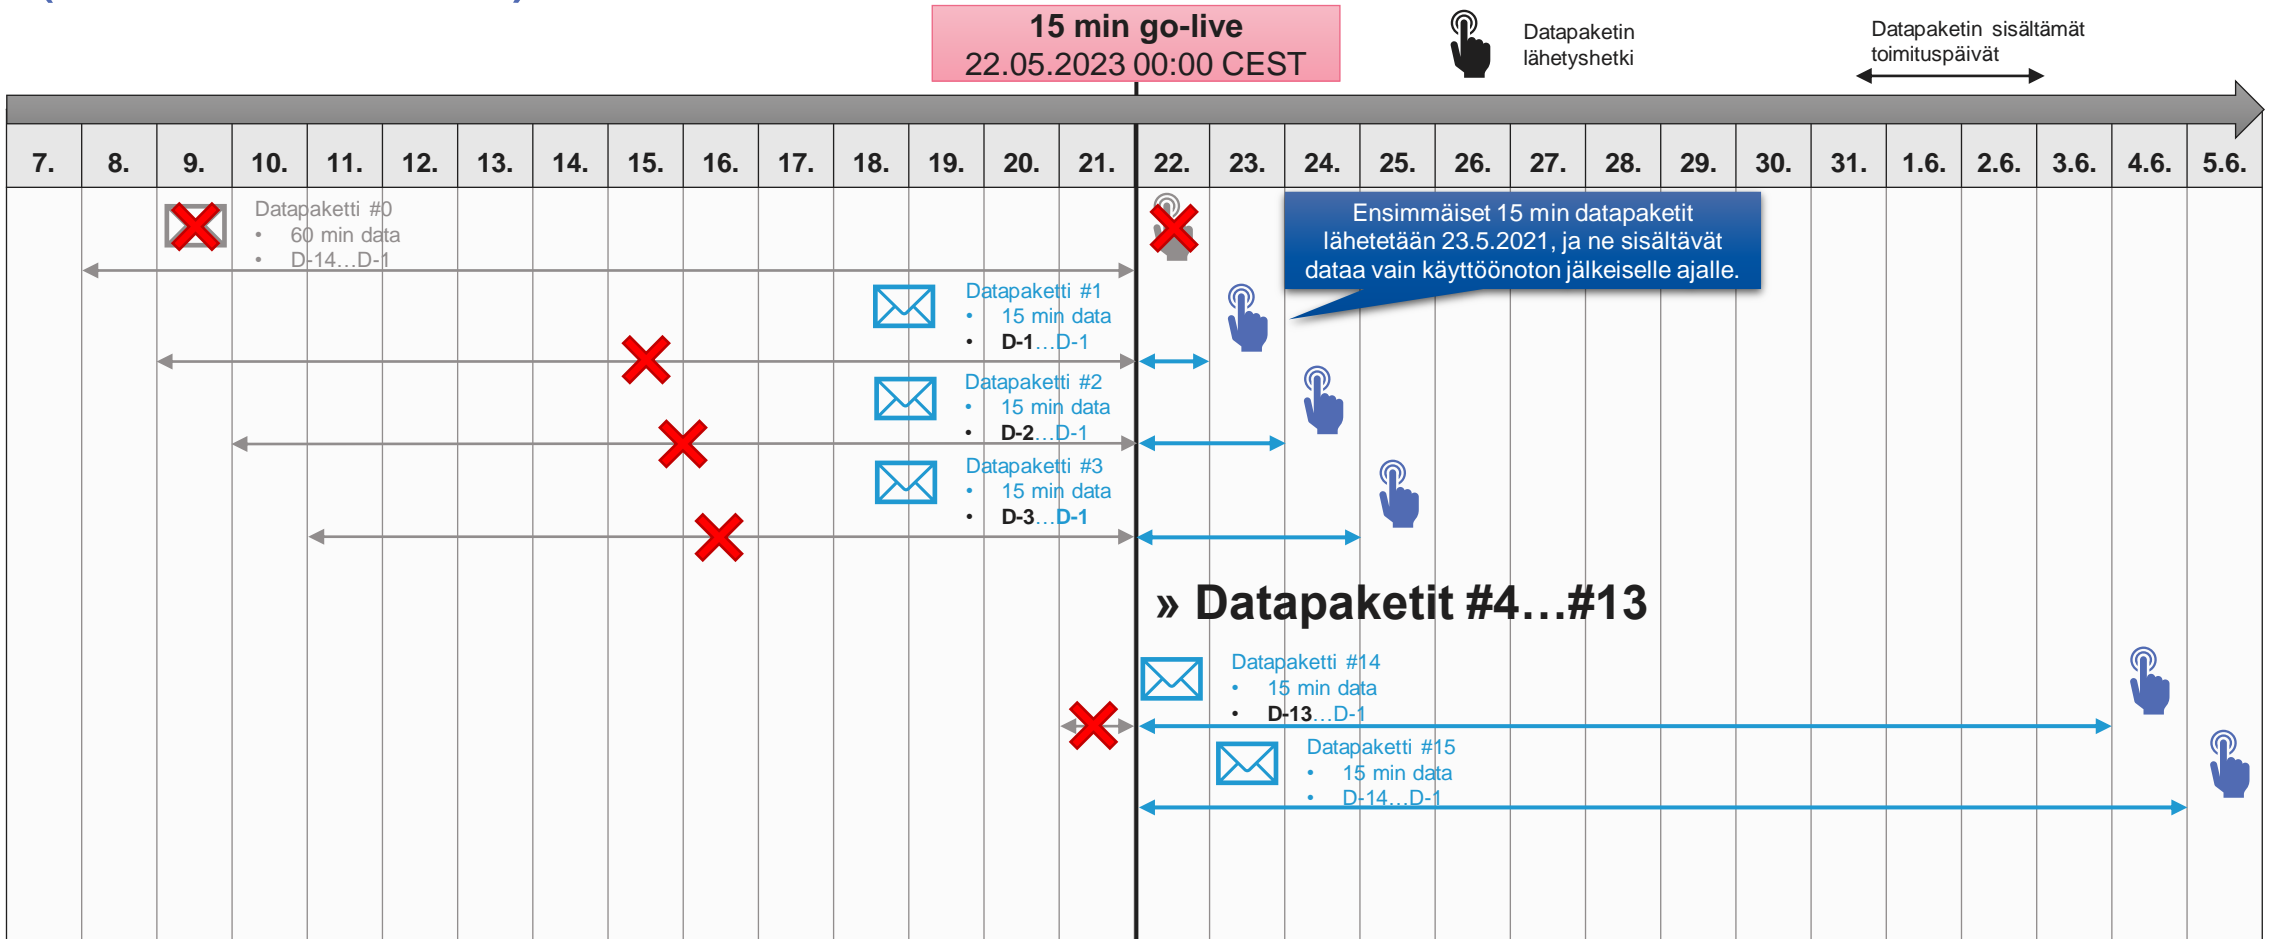 15 min go-live
22.05.2023 00:00 CEST
Datapaketin
lähetyshetki
Datapaketin sisältämät
toimituspäivät
7. 8. 9. 10. 11. 12. 13. 14. 15. 16. 17. 18. 19. 20. 21. 22. 23. 24. 25. 26. 27. 28. 29. 30. 31. 1.6. 2.6. 3.6. 4.6. 5.6.
Datapaketti #0
• 60 min data
• D-14...D-1
Ensimmäiset 15 min datapaketit
lähetetään 23.5.2021, ja ne sisältävät
dataa vain käyttöönoton jälkeiselle ajalle.
Datapaketti #1
• 15 min data
• D-1...D-1
Datapaketti #2
• 15 min data
• D-2...D-1
Datapaketti #3
• 15 min data
• D-3...D-1
» Datapaketit #4...#13
Datapaketti #14
• 15 min data
• D-13...D-1
Datapaketti #15
• 15 min data
• D-14...D-1